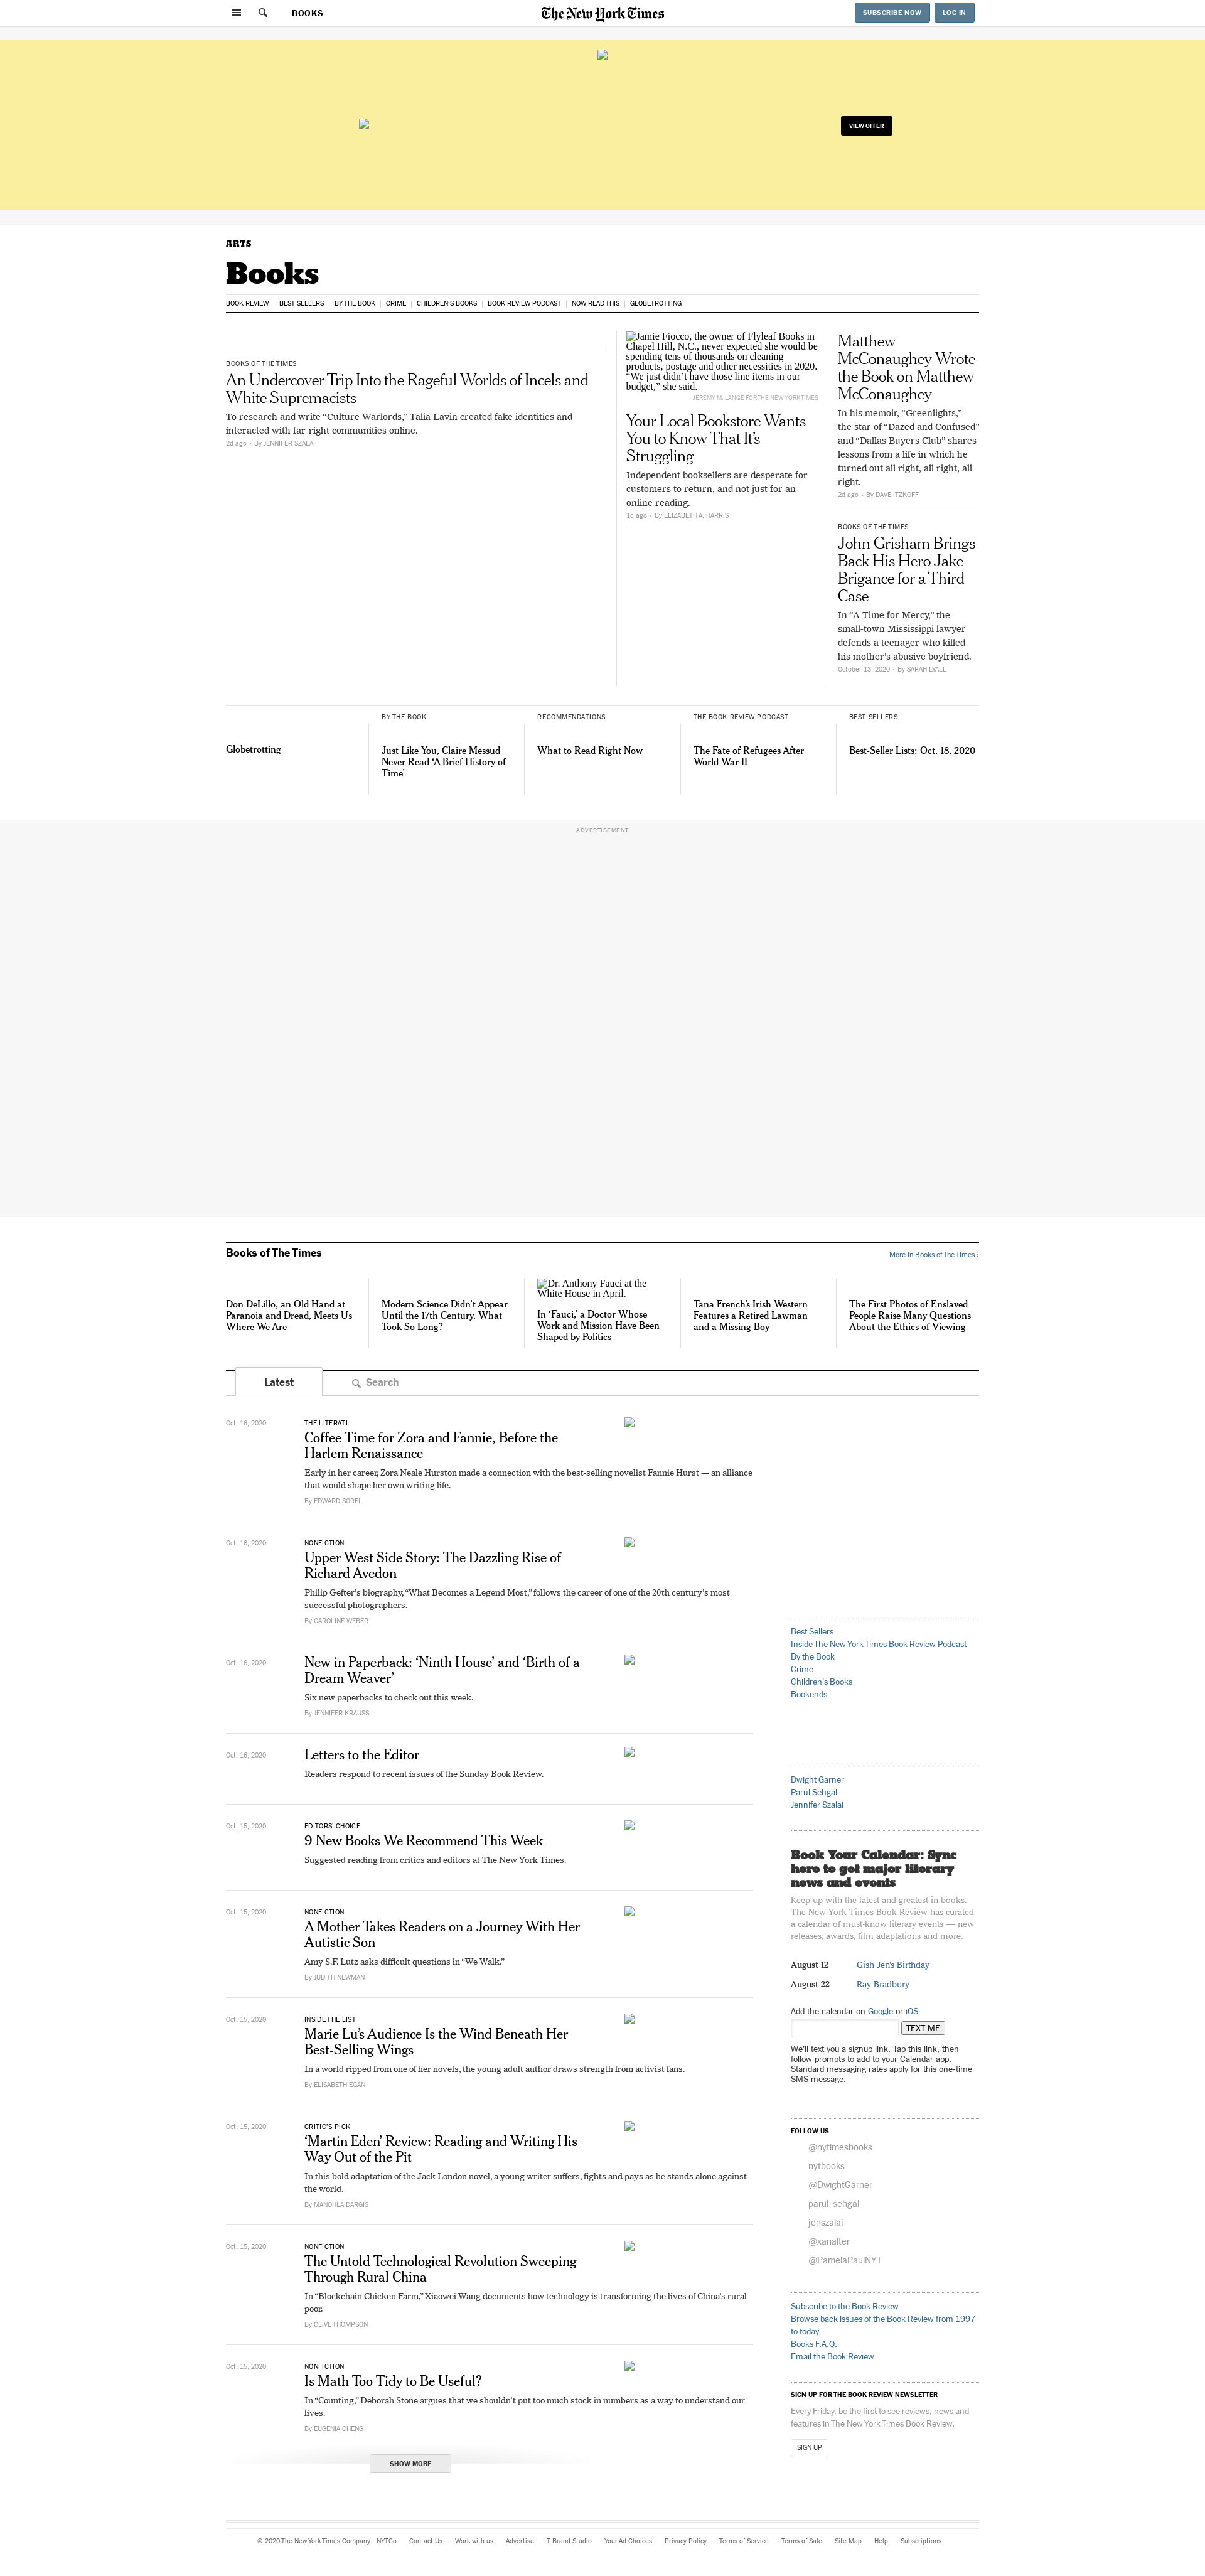 BOOKS
The New York Times
SUBSCRIBE NOW
LOG IN
VIEW OFFER
ARTS
Books
BOOK REVIEW
BEST SELLERS
BY THE BOOK
CRIME
CHILDREN'S BOOKS
BOOK REVIEW PODCAST
NOW READ THIS
GLOBETROTTING
BOOKS OF THE TIMES
An Undercover Trip Into the Rageful Worlds of Incels and
White Supremacists
To research and write “Culture Warlords,” Talia Lavin created fake identities and
interacted with far-right communities online.
2d ago • By JENNIFER SZALAI
Jamie Fiocco, the owner of Flyleaf Books in
Chapel Hill, N.C., never expected she would be
spending tens of thousands on cleaning
products, postage and other necessities in 2020.
“We just didn’t have those line items in our
budget,” she said.
JEREMY M. LANGE FOR THE NEW YORK TIMES
Your Local Bookstore Wants
You to Know That It’s
Struggling
Independent booksellers are desperate for
customers to return, and not just for an
online reading.
1d ago • By ELIZABETH A. HARRIS
Matthew
McConaughey Wrote
the Book on Matthew
McConaughey
In his memoir, “Greenlights,”
the star of “Dazed and Confused”
and “Dallas Buyers Club” shares
lessons from a life in which he
turned out all right, all right, all
right.
2d ago • By DAVE ITZKOFF
BOOKS OF THE TIMES
John Grisham Brings
Back His Hero Jake
Brigance for a Third
Case
In “A Time for Mercy,” the
small-town Mississippi lawyer
defends a teenager who killed
his mother’s abusive boyfriend.
October 13, 2020 • By SARAH LYALL
Globetrotting
BY THE BOOK
Just Like You, Claire Messud
Never Read ‘A Brief History of
Time’
RECOMMENDATIONS
What to Read Right Now
THE BOOK REVIEW PODCAST
The Fate of Refugees After
World War II
BEST SELLERS
Best-Seller Lists: Oct. 18, 2020
ADVERTISEMENT
Books of The Times
More in Books of The Times ›
Don DeLillo, an Old Hand at
Paranoia and Dread, Meets Us
Where We Are
Modern Science Didn’t Appear
Until the 17th Century. What
Took So Long?
Dr. Anthony Fauci at the
White House in April.
In ‘Fauci,’ a Doctor Whose
Work and Mission Have Been
Shaped by Politics
Tana French’s Irish Western
Features a Retired Lawman
and a Missing Boy
The First Photos of Enslaved
People Raise Many Questions
About the Ethics of Viewing
Latest
Search
Oct. 16, 2020
THE LITERATI
Coffee Time for Zora and Fannie, Before the
Harlem Renaissance
Early in her career, Zora Neale Hurston made a connection with the best-selling novelist Fannie Hurst — an alliance
that would shape her own writing life.
By EDWARD SOREL
Oct. 16, 2020
NONFICTION
Upper West Side Story: The Dazzling Rise of
Richard Avedon
Philip Gefter’s biography, “What Becomes a Legend Most,” follows the career of one of the 20th century’s most
successful photographers.
By CAROLINE WEBER
Oct. 16, 2020
New in Paperback: ‘Ninth House’ and ‘Birth of a
Dream Weaver’
Six new paperbacks to check out this week.
By JENNIFER KRAUSS
Oct. 16, 2020
Letters to the Editor
Readers respond to recent issues of the Sunday Book Review.
Oct. 15, 2020
EDITORS’ CHOICE
9 New Books We Recommend This Week
Suggested reading from critics and editors at The New York Times.
Oct. 15, 2020
NONFICTION
A Mother Takes Readers on a Journey With Her
Autistic Son
Amy S.F. Lutz asks difficult questions in “We Walk.”
By JUDITH NEWMAN
Oct. 15, 2020
INSIDE THE LIST
Marie Lu’s Audience Is the Wind Beneath Her
Best-Selling Wings
In a world ripped from one of her novels, the young adult author draws strength from activist fans.
By ELISABETH EGAN
Oct. 15, 2020
CRITIC’S PICK
‘Martin Eden’ Review: Reading and Writing His
Way Out of the Pit
In this bold adaptation of the Jack London novel, a young writer suffers, fights and pays as he stands alone against
the world.
By MANOHLA DARGIS
Oct. 15, 2020
NONFICTION
The Untold Technological Revolution Sweeping
Through Rural China
In “Blockchain Chicken Farm,” Xiaowei Wang documents how technology is transforming the lives of China’s rural
poor.
By CLIVE THOMPSON
Oct. 15, 2020
NONFICTION
Is Math Too Tidy to Be Useful?
In “Counting,” Deborah Stone argues that we shouldn’t put too much stock in numbers as a way to understand our
lives.
By EUGENIA CHENG
SHOW MORE
Best Sellers
Inside The New York Times Book Review Podcast
By the Book
Crime
Children's Books
Bookends
Dwight Garner
Parul Sehgal
Jennifer Szalai
Book Your Calendar: Sync
here to get major literary
news and events
Keep up with the latest and greatest in books.
The New York Times Book Review has curated
a calendar of must-know literary events — new
releases, awards, film adaptations and more.
August 12 Gish Jen’s Birthday
August 22 Ray Bradbury
Add the calendar on Google or iOS
TEXT ME
We’ll text you a signup link. Tap this link, then
follow prompts to add to your Calendar app.
Standard messaging rates apply for this one-time
SMS message.
FOLLOW US
@nytimesbooks
nytbooks
@DwightGarner
parul_sehgal
jenszalai
@xanalter
@PamelaPaulNYT
Subscribe to the Book Review
Browse back issues of the Book Review from 1997
to today
Books F.A.Q.
Email the Book Review
SIGN UP FOR THE BOOK REVIEW NEWSLETTER
Every Friday, be the first to see reviews, news and
features in The New York Times Book Review.
SIGN UP
© 2020 The New York Times Company
NYTCo
Contact Us
Work with us
Advertise
T Brand Studio
Your Ad Choices
Privacy Policy
Terms of Service
Terms of Sale
Site Map
Help
Subscriptions